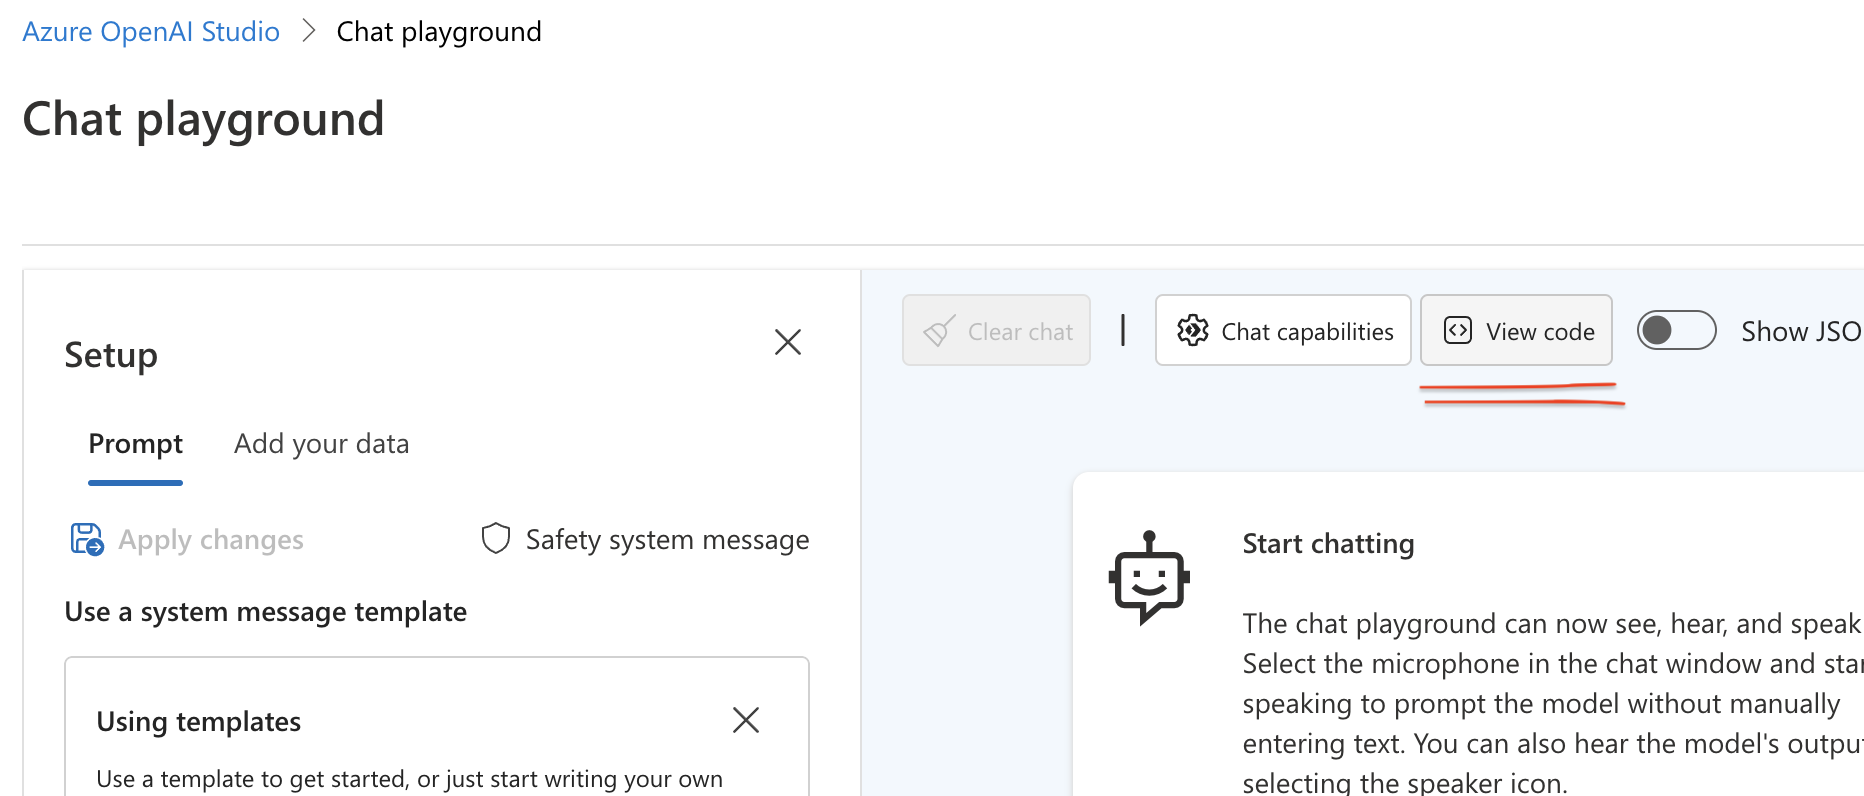 Azure OpenAI Studio > Chat playground
Chat playground
Setup
Prompt Add your data
Apply changes Safety system message
Use a system message template
Using templates
Use a template to get started, or just start writing your own
Clear chat | Chat capabilities View code Show JSO
Start chatting
The chat playground can now see, hear, and speak
Select the microphone in the chat window and star
speaking to prompt the model without manually
entering text. You can also hear the model's output
selecting the speaker icon.